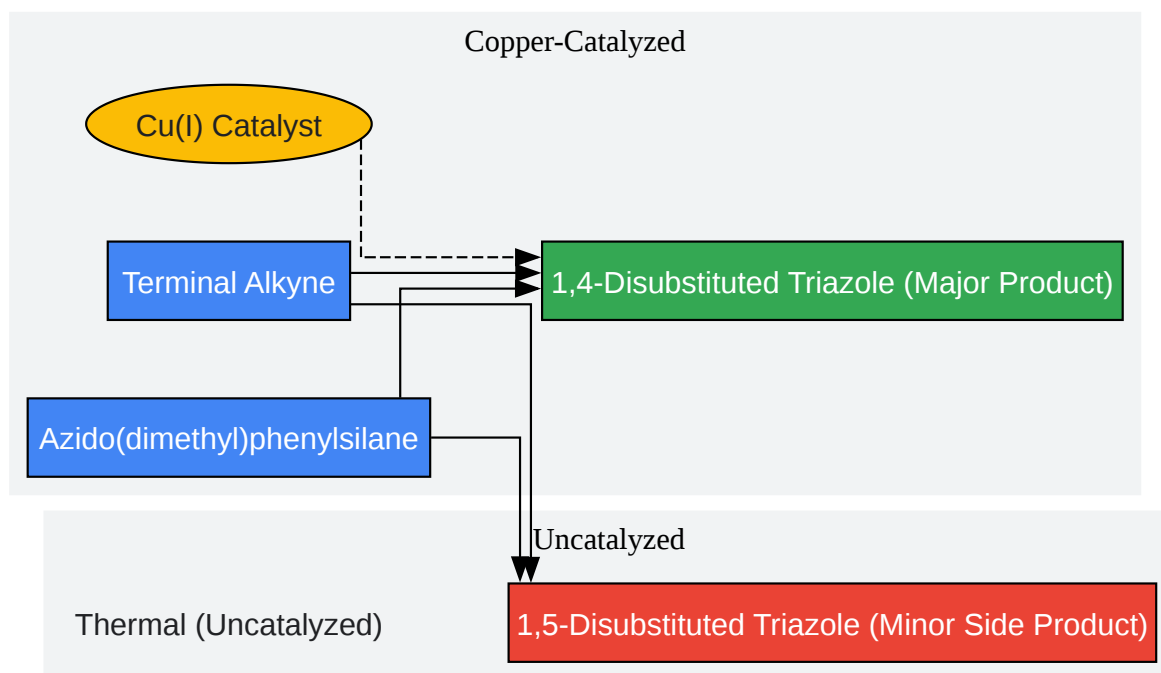 Copper-Catalyzed
Cu(I) Catalyst
Terminal Alkyne
1,4-Disubstituted Triazole (Major Product)
Azido(dimethyl)phenylsilane
Uncatalyzed
Thermal (Uncatalyzed)
1,5-Disubstituted Triazole (Minor Side Product)